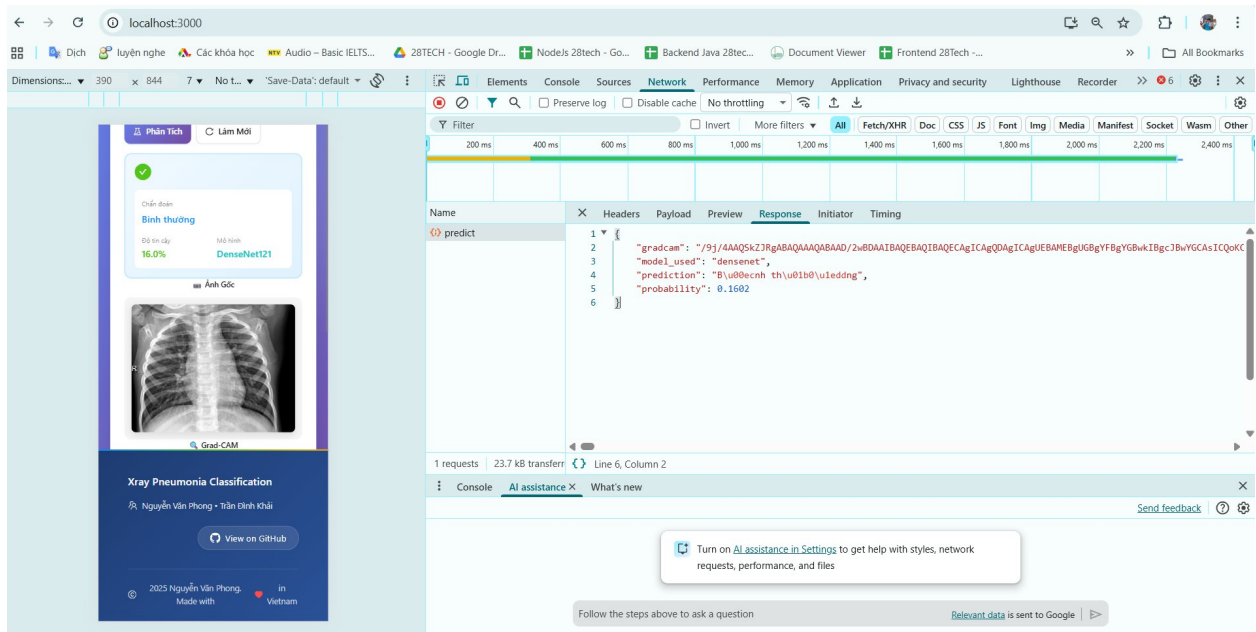 localhost:3000
Dịch
luyện nghe
Các khóa học
NTV Audio – Basic IELTS...
28TECH - Google Dr...
NodeJs 28tech - Go...
Backend Java 28tec...
Document Viewer
Frontend 28Tech -...
»
All Bookmarks
Dimensions:... ▼ 390 x 844 7 ▼ No t... ▼ 'Save-Data': default
Elements Console Sources Network Performance Memory Application Privacy and security Lighthouse Recorder » 6
Preserve log Disable cache No throttling
Filter Invert More filters All Fetch/XHR Doc CSS JS Font Img Media Manifest Socket Wasm Other
200 ms 400 ms 600 ms 800 ms 1,000 ms 1,200 ms 1,400 ms 1,600 ms 1,800 ms 2,000 ms 2,200 ms 2,400 ms
Phân Tích Làm Mới
Chẩn đoán
Bình thường
Độ tin cậy Mô hình
16.0% DenseNet121
Ảnh Gốc
R
Grad-CAM
Xray Pneumonia Classification
Nguyễn Văn Phong • Trần Đình Khải
View on GitHub
© 2025 Nguyễn Văn Phong. Made with ❤ in Vietnam
Name
predict
Headers Payload Preview Response Initiator Timing
1 {
2 "gradcam": "/9j/4AAQSkZJRgABAQAAAQABAAD/2wBDAAIBAQEBAQIBAQECAgICAgQDAgICAgUEBAMEBgUGBgYFBgYGBwkIBgcJBwYGCAsICQoKC
3 "model_used": "densenet",
4 "prediction": "B\u00ecnh th\u01b0\u1eddng",
5 "probability": 0.1602
6 }
1 requests 23.7 kB transferr {} Line 6, Column 2
Console AI assistance × What's new
Send feedback
Turn on AI assistance in Settings to get help with styles, network
requests, performance, and files
Follow the steps above to ask a question Relevant data is sent to Google